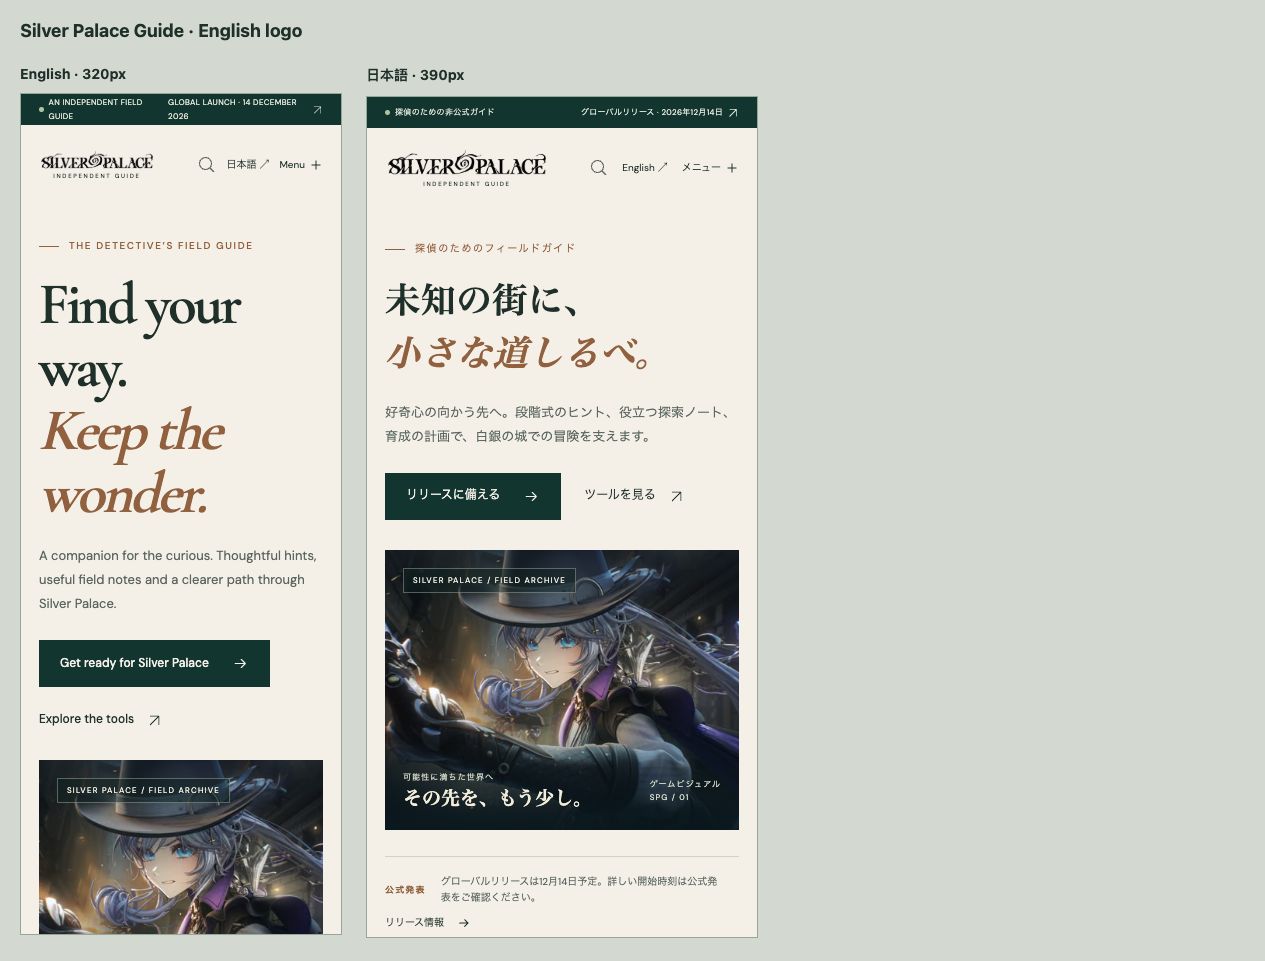 Silver Palace Guide · English logo
English · 320px
AN INDEPENDENT FIELD GUIDE
GLOBAL LAUNCH · 14 DECEMBER 2026
SILVER PALACE
INDEPENDENT GUIDE
日本語
Menu
THE DETECTIVE'S FIELD GUIDE
Find your
way.
Keep the
wonder.
A companion for the curious. Thoughtful hints,
useful field notes and a clearer path through
Silver Palace.
Get ready for Silver Palace
Explore the tools
SILVER PALACE / FIELD ARCHIVE
日本語 · 390px
探偵のための非公式ガイド
グローバルリリース · 2026年12月14日
SILVER PALACE
INDEPENDENT GUIDE
English
メニュー
探偵のためのフィールドガイド
未知の街に、
小さな道しるべ。
好奇心の向かう先へ。段階式のヒント、役立つ探索ノート、
育成の計画で、白銀の城での冒険を支えます。
リリースに備える
ツールを見る
SILVER PALACE / FIELD ARCHIVE
可能性に満ちた世界へ
その先を、もう少し。
ゲームビジュアル
SPG / 01
公式発表
グローバルリリースは12月14日予定。詳しい開始時刻は公式発
表をご確認ください。
リリース情報